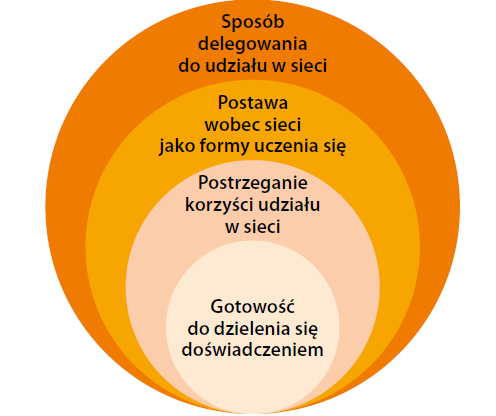 Sposób
delegowania
do udziału w sieci
Postawa
wobec sieci
jako formy uczenia się
Postrzeganie
korzyści udziału
w sieci
Gotowość
do dzielenia się
doświadczeniem